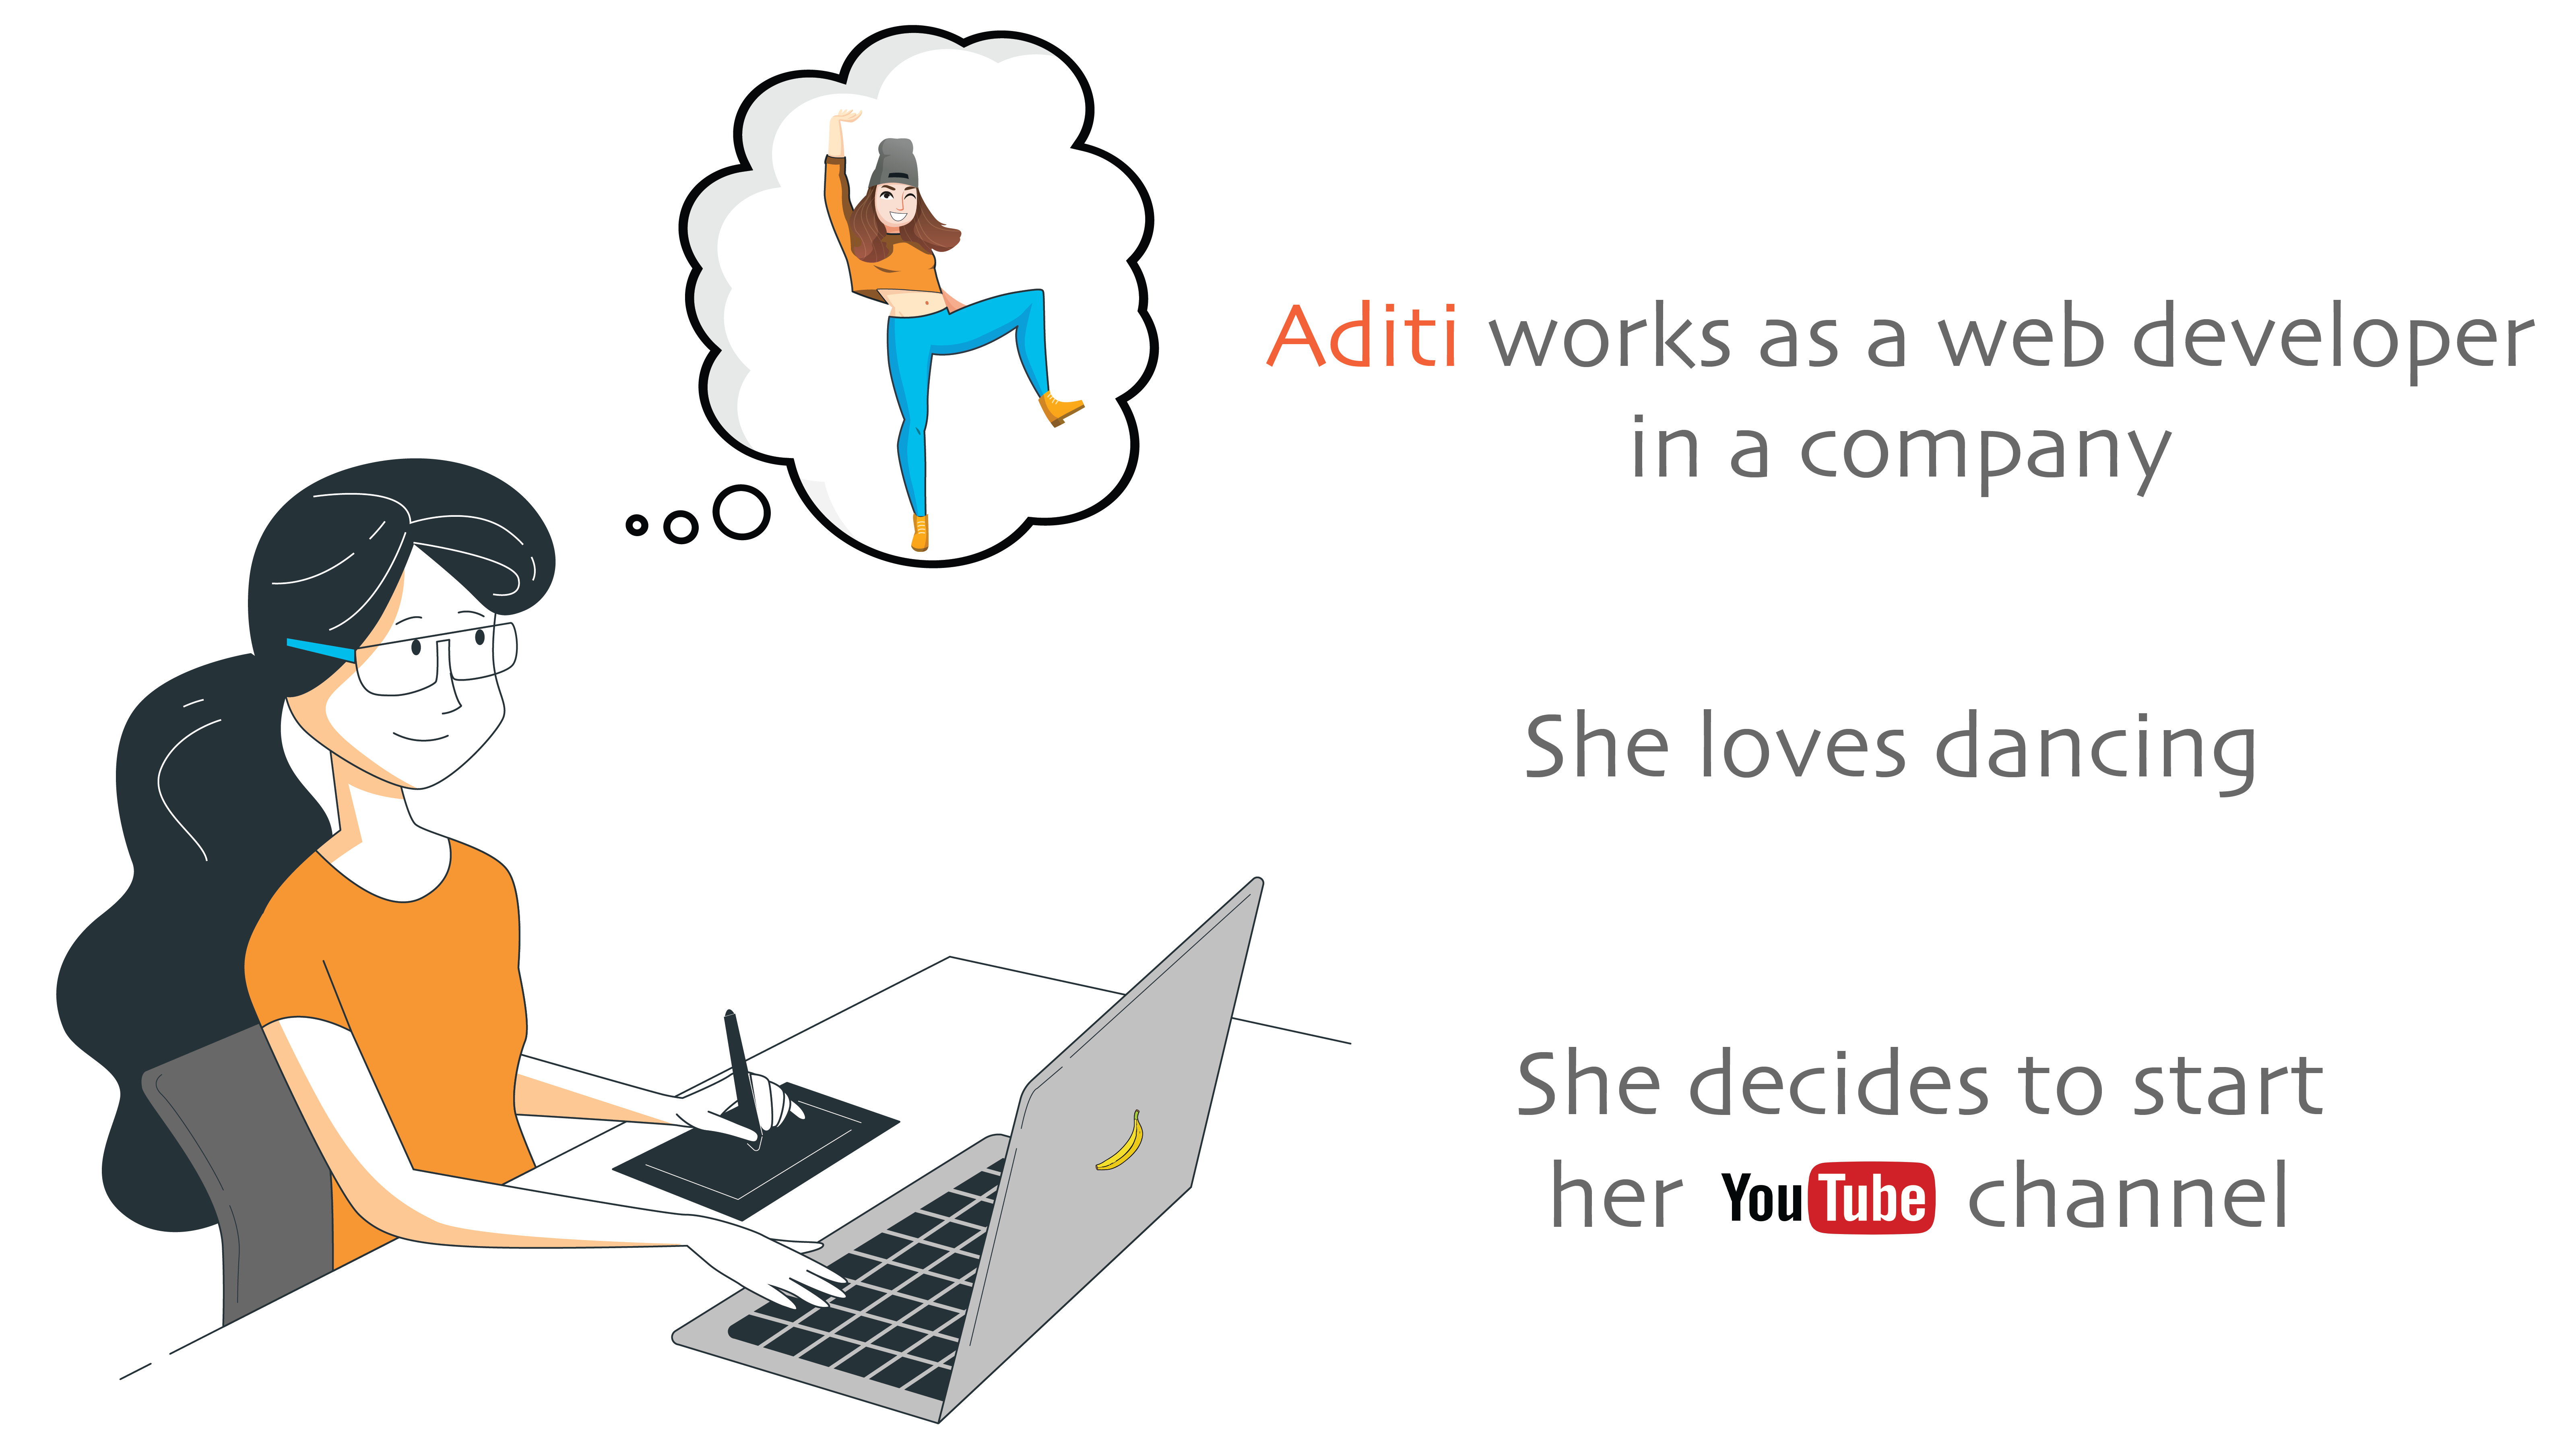 Aditi works as a web developer
in a company
She loves dancing
She decides to start
her YouTube channel